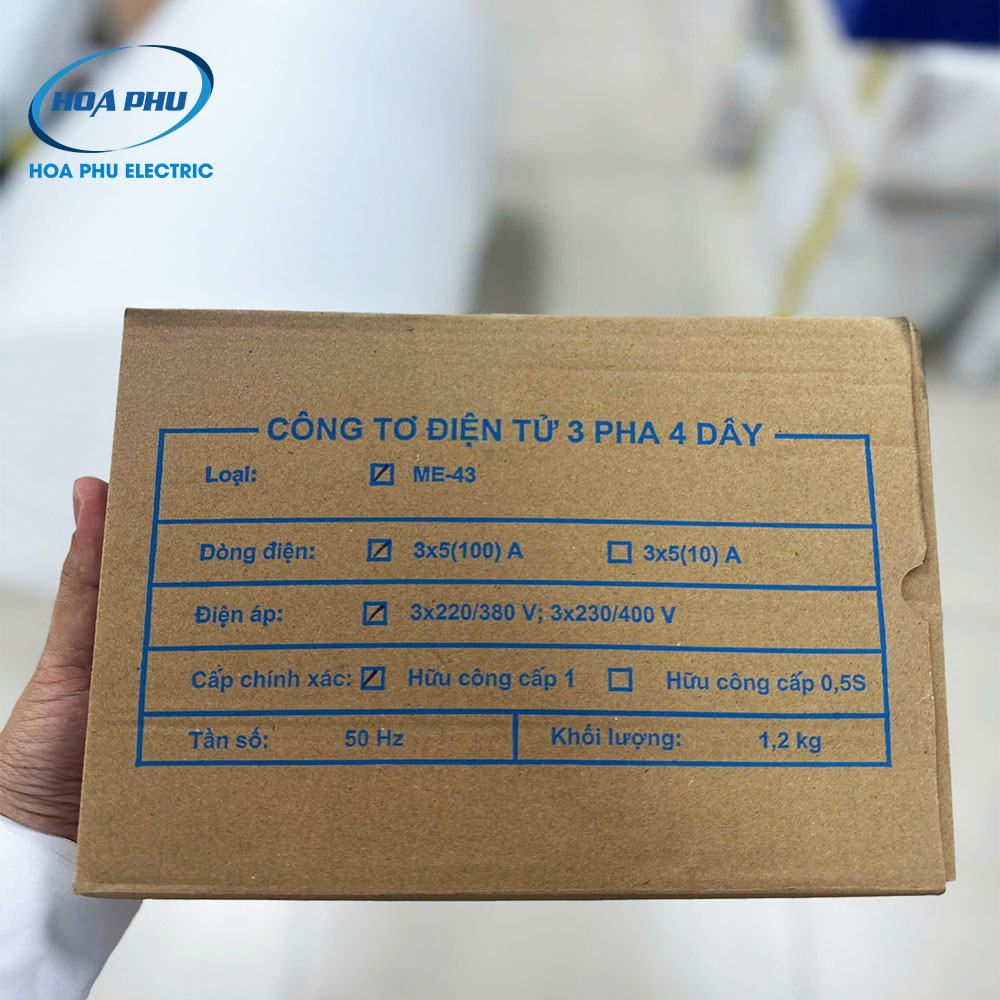 HOA PHU
HOA PHU ELECTRIC
CÔNG TƠ ĐIỆN TỬ 3 PHA 4 DÂY
Loại: ☑ ME-43
Dòng điện: ☑ 3x5(100) A ☐ 3x5(10) A
Điện áp: ☑ 3x220/380 V; 3x230/400 V
Cấp chính xác: ☑ Hữu công cấp 1 ☐ Hữu công cấp 0,5S
Tần số: 50 Hz Khối lượng: 1,2 kg